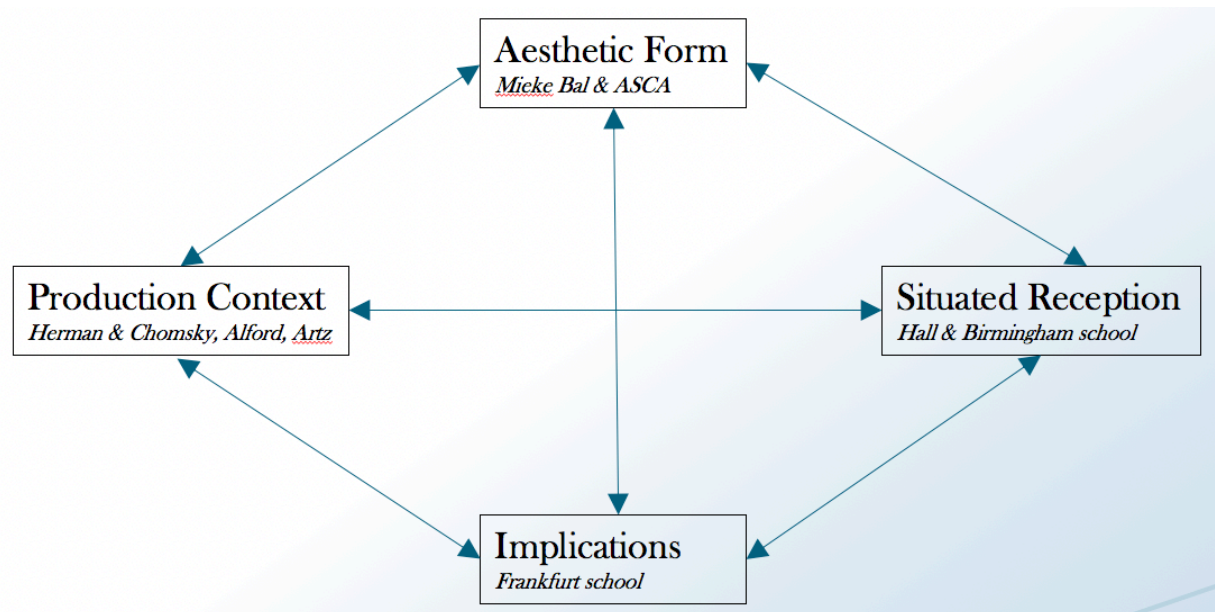 Aesthetic Form
Mieke Bal & ASCA
Production Context
Herman & Chomsky, Alford, Artz
Situated Reception
Hall & Birmingham school
Implications
Frankfurt school